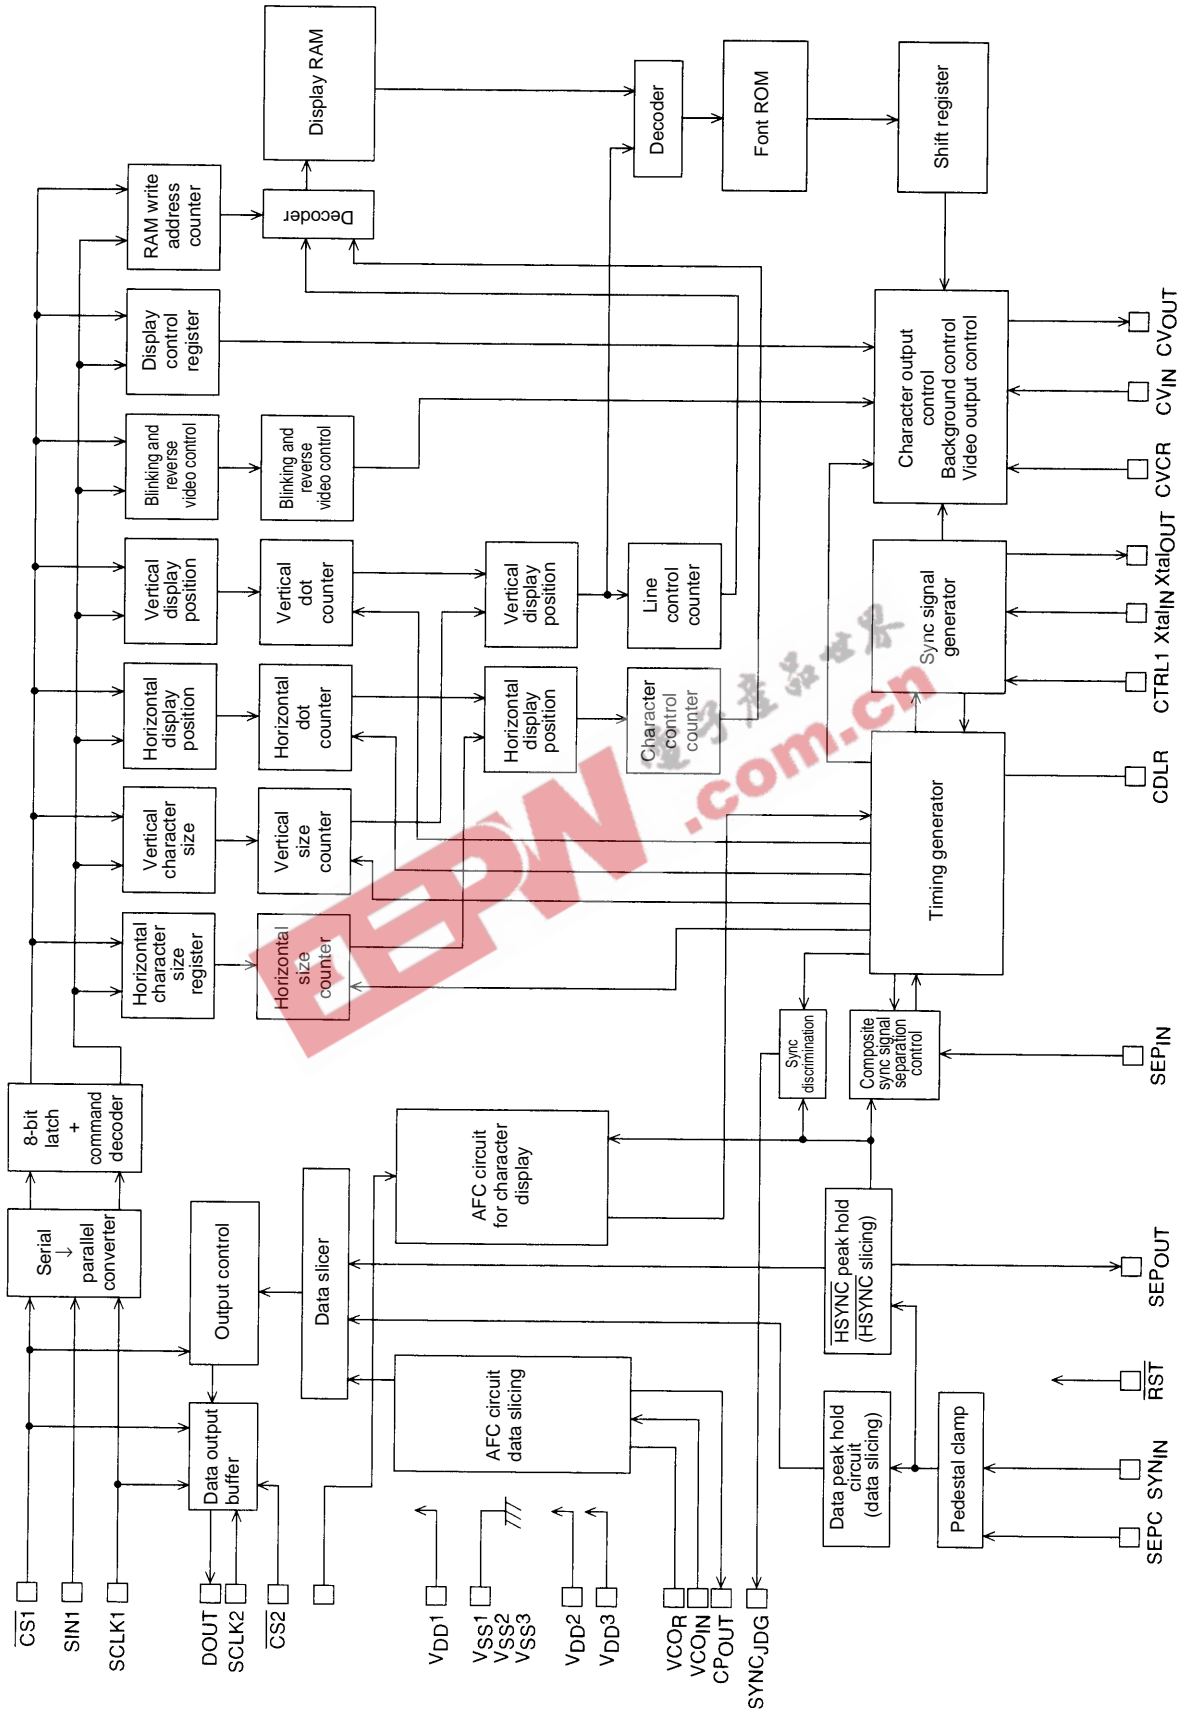 CS1
SIN1
SCLK1
DOUT
SCLK2
CS2
VDD1
VSS1
VSS2
VSS3
VDD2
VDD3
VCOR
VCOIN
CPOUT
SYNCJDG
Serial
↓
parallel
converter
8-bit
latch
+
command
decoder
Data output
buffer
Output control
Data slicer
AFC circuit
data slicing
AFC circuit
for character
display
Horizontal
character
size
register
Vertical
character
size
Horizontal
display
position
Vertical
display
position
Blinking and
reverse
video control
Display
control
register
RAM write
address
counter
Horizontal
size
counter
Vertical
size
counter
Horizontal
dot
counter
Vertical
dot
counter
Blinking and
reverse
video control
Decoder
Display RAM
Horizontal
display
position
Vertical
display
position
Character
control
counter
Line
control
counter
Decoder
Font ROM
Shift register
Data peak hold
circuit
(data slicing)
Pedestal clamp
HSYNC peak hold
(HSYNC slicing)
Sync
discrimination
Composite
sync signal
separation
control
Timing generator
Sync signal
generator
Character output
control
Background control
Video output control
SEPC
SYNIN
RST
SEPOUT
SEPIN
CDLR
CTRL1
XtalIN
XtalOUT
CVCR
CVIN
CVOUT
EEPW
.com.cn
电子産品世界